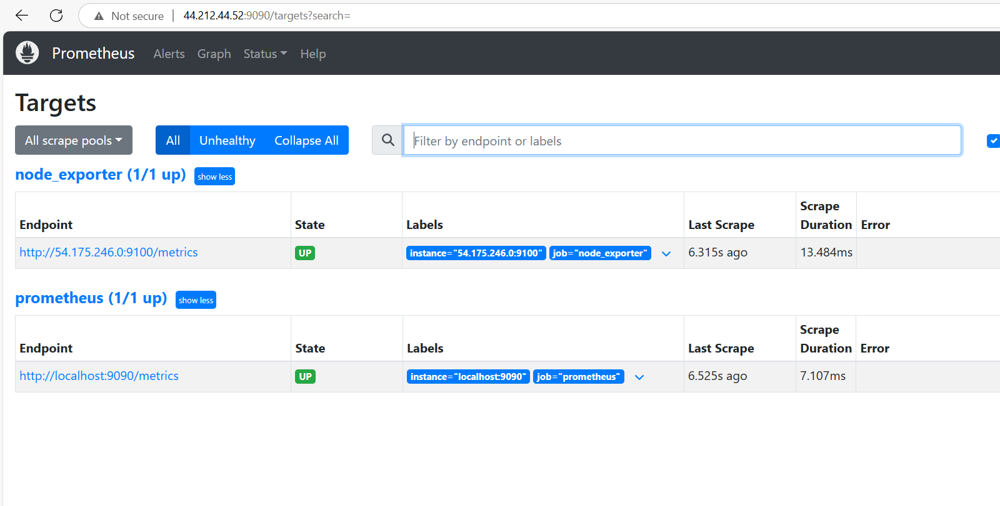 Not secure | 44.212.44.52:9090/targets?search=
Prometheus Alerts Graph Status Help
Targets
All scrape pools All Unhealthy Collapse All Filter by endpoint or labels
node_exporter (1/1 up) show less
Endpoint State Labels Last Scrape Scrape Duration Error
http://54.175.246.0:9100/metrics UP instance="54.175.246.0:9100" job="node_exporter" 6.315s ago 13.484ms
prometheus (1/1 up) show less
Endpoint State Labels Last Scrape Scrape Duration Error
http://localhost:9090/metrics UP instance="localhost:9090" job="prometheus" 6.525s ago 7.107ms